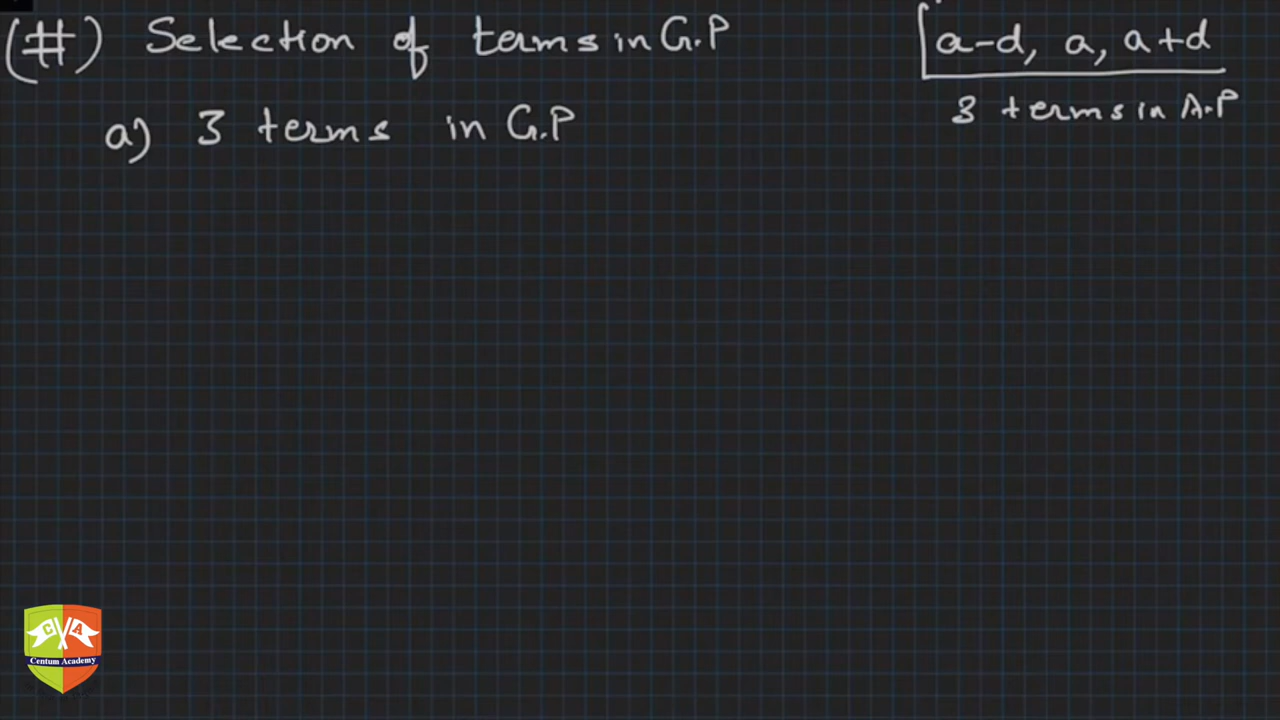 (#) Selection of terms in G.P
[a-d, a, a+d
3 terms in A.P
a) 3 terms in G.P
C A
Centum Academy